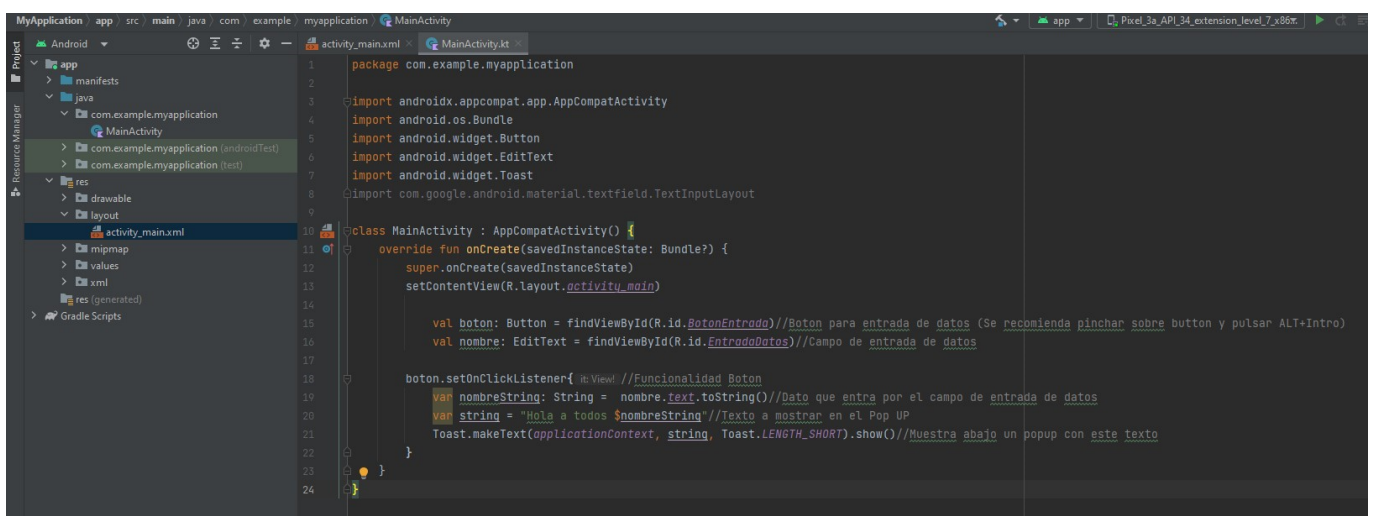 MyApplication app src main java com example myapplication MainActivity
app Pixel_3a_API_34_extension_level_7_x86
Project
Resource Manager
Android
activity_main.xml MainActivity.kt
app
manifests
java
com.example.myapplication
MainActivity
com.example.myapplication (androidTest)
com.example.myapplication (test)
res
drawable
layout
activity_main.xml
mipmap
values
xml
res (generated)
Gradle Scripts
1 package com.example.myapplication
2
3 import androidx.appcompat.app.AppCompatActivity
4 import android.os.Bundle
5 import android.widget.Button
6 import android.widget.EditText
7 import android.widget.Toast
8 import com.google.android.material.textfield.TextInputLayout
9
10 class MainActivity : AppCompatActivity() {
11 override fun onCreate(savedInstanceState: Bundle?) {
12 super.onCreate(savedInstanceState)
13 setContentView(R.layout.activity_main)
14
15 val boton: Button = findViewById(R.id.BotonEntrada)//Boton para entrada de datos (Se recomienda pinchar sobre button y pulsar ALT+Intro)
16 val nombre: EditText = findViewById(R.id.EntradaDatos)//Campo de entrada de datos
17
18 boton.setOnClickListener{ it: View! //Funcionalidad Boton
19 var nombreString: String = nombre.text.toString()//Dato que entra por el campo de entrada de datos
20 var string = "Hola a todos $nombreString"//Texto a mostrar en el Pop UP
21 Toast.makeText(applicationContext, string, Toast.LENGTH_SHORT).show()//Muestra abajo un popup con este texto
22 }
23 }
24 }